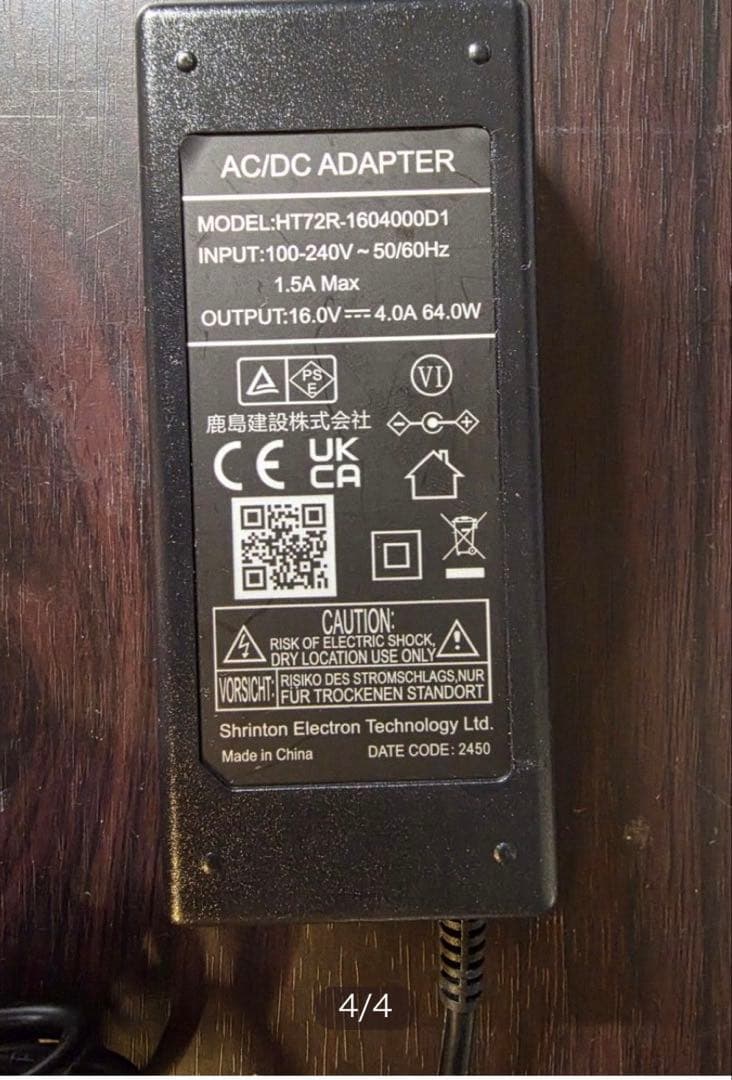 AC/DC ADAPTER
MODEL:HT72R-1604000D1
INPUT:100-240V~50/60Hz
1.5A Max
OUTPUT:16.0V⎓4.0A 64.0W
PS
E
VI
鹿島建設株式会社
CE
UK
CA
CAUTION:
RISK OF ELECTRIC SHOCK,
DRY LOCATION USE ONLY
VORSICHT:
RISIKO DES STROMSCHLAGS,NUR
FÜR TROCKENEN STANDORT
Shrinton Electron Technology Ltd.
Made in China DATE CODE: 2450
4/4